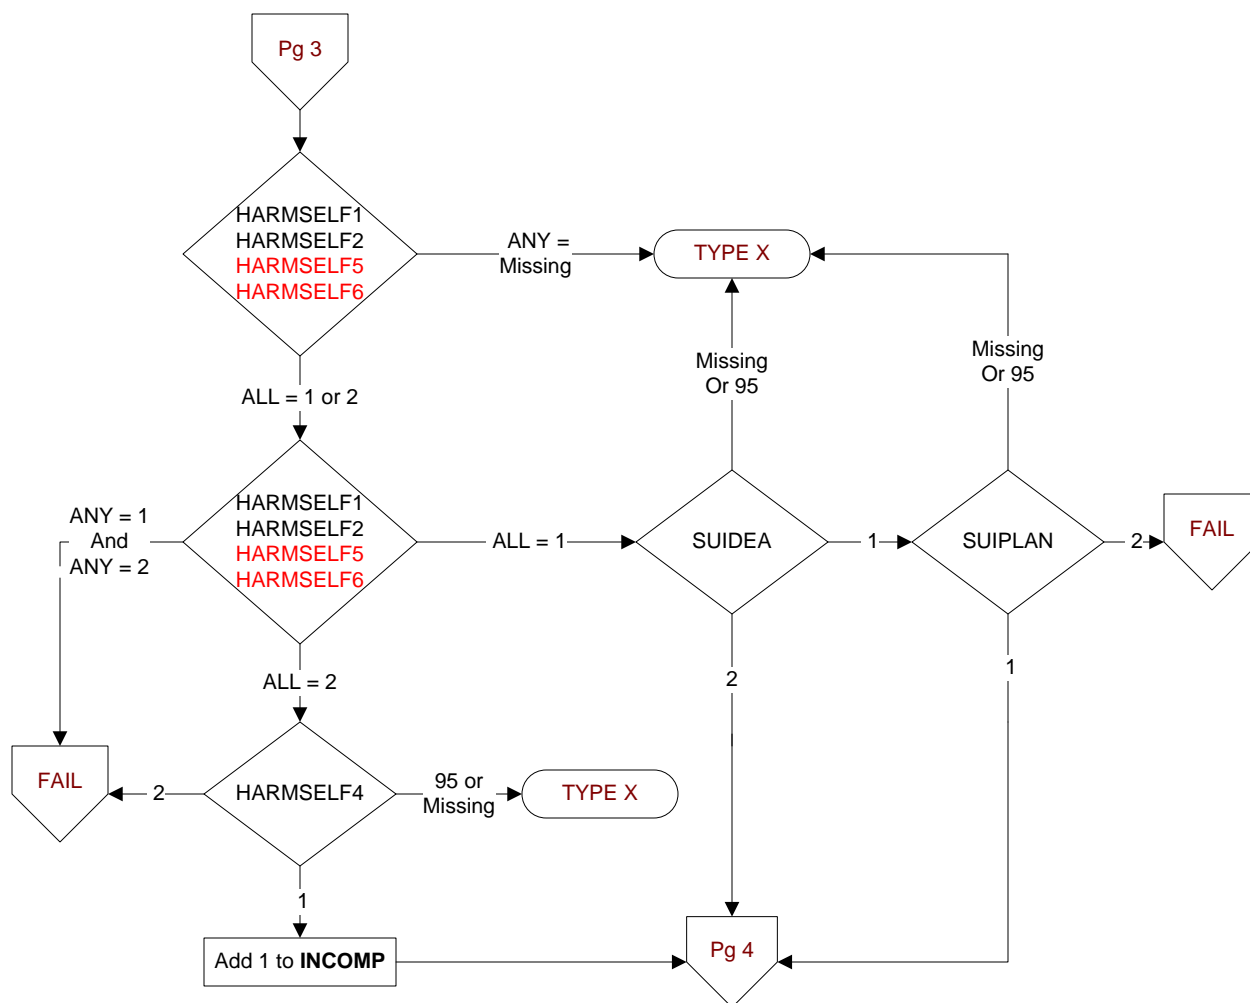 Pg 3
HARMSELF1
HARMSELF2
HARMSELF5
HARMSELF6
ANY =
Missing
TYPE X
Missing
Or 95
Missing
Or 95
ALL = 1 or 2
ANY = 1
And
ANY = 2
HARMSELF1
HARMSELF2
HARMSELF5
HARMSELF6
ALL = 1
SUIDEA
1
SUIPLAN
2
FAIL
ALL = 2
2
1
FAIL
2
HARMSELF4
95 or
Missing
TYPE X
1
Add 1 to INCOMP
Pg 4